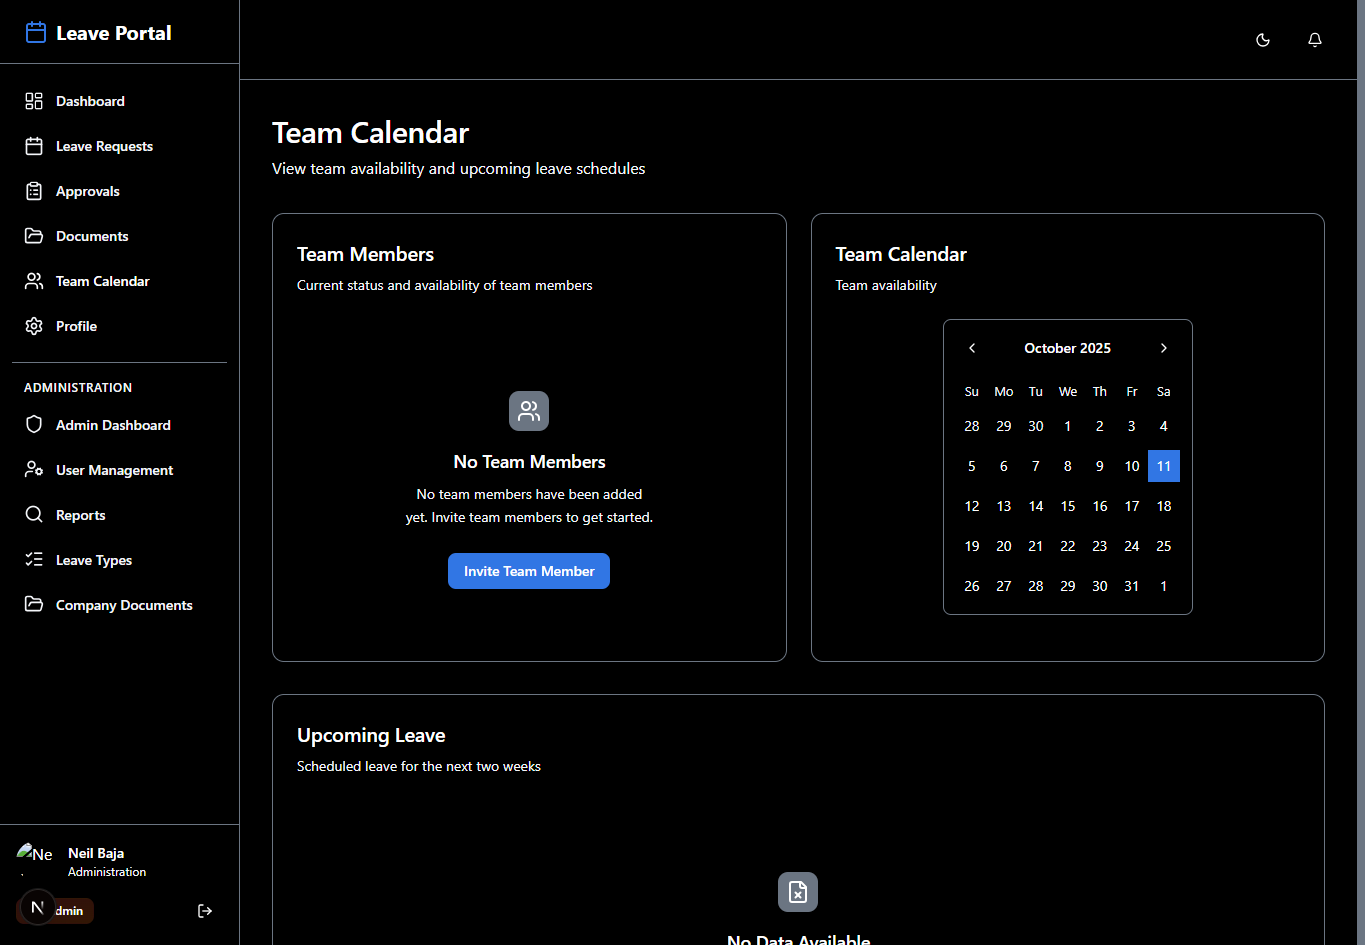 Leave Portal
Dashboard
Leave Requests
Approvals
Documents
Team Calendar
Profile
ADMINISTRATION
Admin Dashboard
User Management
Reports
Leave Types
Company Documents
Ne
Neil Baja
Administration
N
dmin
Team Calendar
View team availability and upcoming leave schedules
Team Members
Current status and availability of team members
No Team Members
No team members have been added
yet. Invite team members to get started.
Invite Team Member
Team Calendar
Team availability
October 2025
Su Mo Tu We Th Fr Sa
28 29 30 1 2 3 4
5 6 7 8 9 10 11
12 13 14 15 16 17 18
19 20 21 22 23 24 25
26 27 28 29 30 31 1
Upcoming Leave
Scheduled leave for the next two weeks
No Data Available